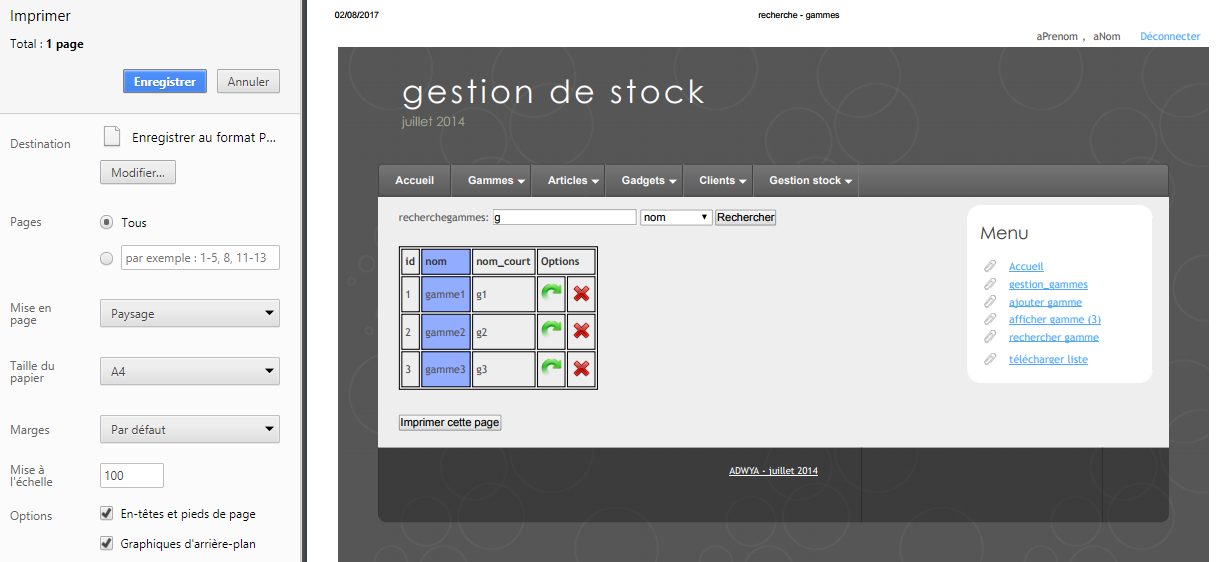 Imprimer
Total : 1 page
Enregistrer Annuler
Destination Enregistrer au format P...
Modifier...
Pages Tous
par exemple : 1-5, 8, 11-13
Mise en page Paysage
Taille du papier A4
Marges Par défaut
Mise à l'échelle 100
Options En-têtes et pieds de page
Graphiques d'arrière-plan
02/08/2017 recherche - gammes
aPrenom , aNom Déconnecter
gestion de stock
juillet 2014
Accueil Gammes Articles Gadgets Clients Gestion stock
recherchegammes: g nom Rechercher
id nom nom_court Options
1 gamme1 g1
2 gamme2 g2
3 gamme3 g3
Imprimer cette page
Menu
Accueil
gestion_gammes
ajouter gamme
afficher gamme (3)
rechercher gamme
télécharger liste
ADWYA - juillet 2014